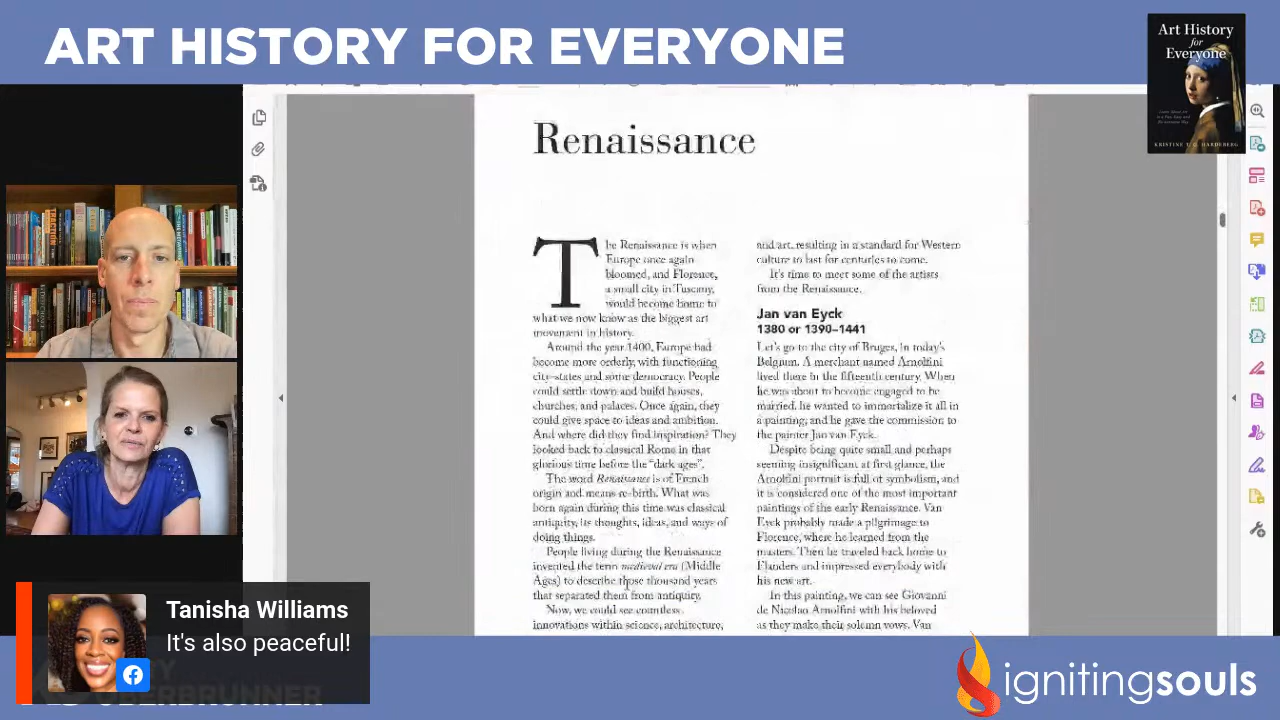 ART HISTORY FOR EVERYONE
Art History
for
Everyone
KRISTINE T. G. HARDEBERG
Renaissance
The Renaissance is when
Europe once again
bloomed, and Florence,
a small city in Tuscany,
would become home to
what we now know as the biggest art
movement in history.
Around the year 1400, Europe had
become more orderly, with functioning
city-states and some democracy. People
could settle down and build houses,
churches, and palaces. Once again, they
could give space to ideas and ambition.
And where did they find inspiration? They
looked back to classical Rome in that
glorious time before the “dark ages”.
The word Renaissance is of French
origin and means re-birth. What was
born again during this time was classical
antiquity, its thoughts, ideas, and ways of
doing things.
People living during the Renaissance
invented the term medieval era (Middle
Ages) to describe those thousand years
that separated them from antiquity.
Now, we could see countless
innovations within science, architecture,
and art, resulting in a standard for Western
culture to last for centuries to come.
It's time to meet some of the artists
from the Renaissance.
Jan van Eyck
1380 or 1390–1441
Let's go to the city of Bruges, in today's
Belgium. A merchant named Arnolfini
lived there in the fifteenth century. When
he was about to become engaged to be
married, he wanted to immortalize it all in
a painting, and he gave the commission to
the painter Jan van Eyck.
Despite being quite small and perhaps
seeming insignificant at first glance, the
Arnolfini portrait is full of symbolism, and
it is considered one of the most important
paintings of the early Renaissance. Van
Eyck probably made a pilgrimage to
Florence, where he learned from the
masters. Then he traveled back home to
Flanders and impressed everybody with
his new art.
In this painting, we can see Giovanni
de Nicolao Arnolfini with his beloved
as they make their solemn vows. Van
Tanisha Williams
It's also peaceful!
OBERBRUNNER
ignitingsouls